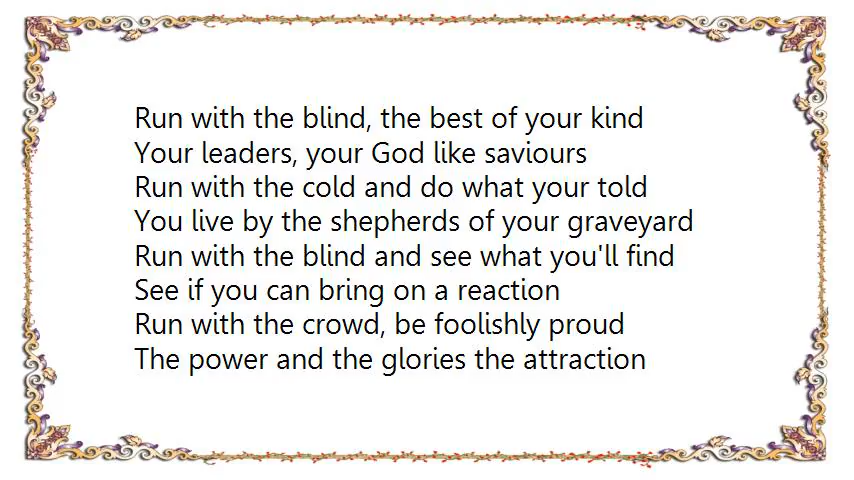 Run with the blind, the best of your kind
Your leaders, your God like saviours
Run with the cold and do what your told
You live by the shepherds of your graveyard
Run with the blind and see what you'll find
See if you can bring on a reaction
Run with the crowd, be foolishly proud
The power and the glories the attraction